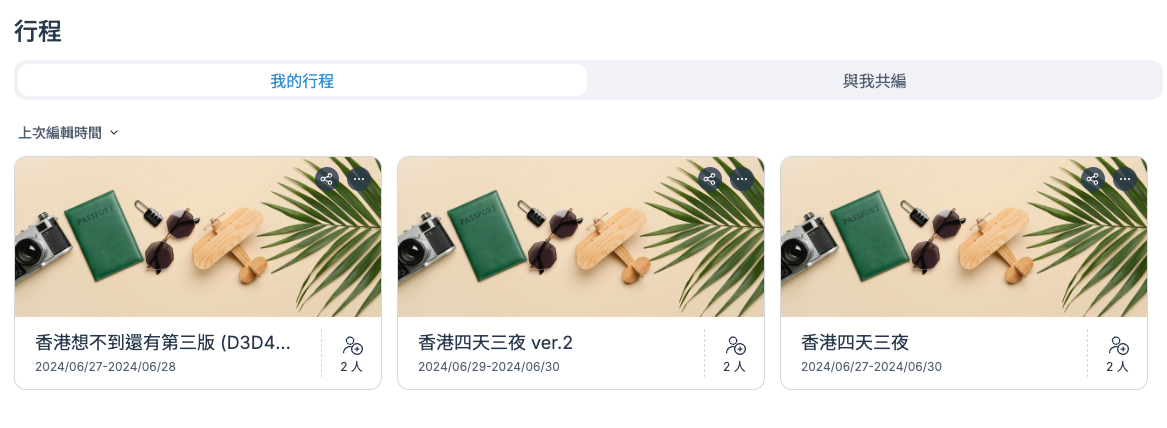 行程
我的行程
與我共編
上次編輯時間
PASSPORT
PASSPORT
PASSPORT
香港想不到還有第三版 (D3D4...
2024/06/27-2024/06/28
2 人
香港四天三夜 ver.2
2024/06/29-2024/06/30
2 人
香港四天三夜
2024/06/27-2024/06/30
2 人